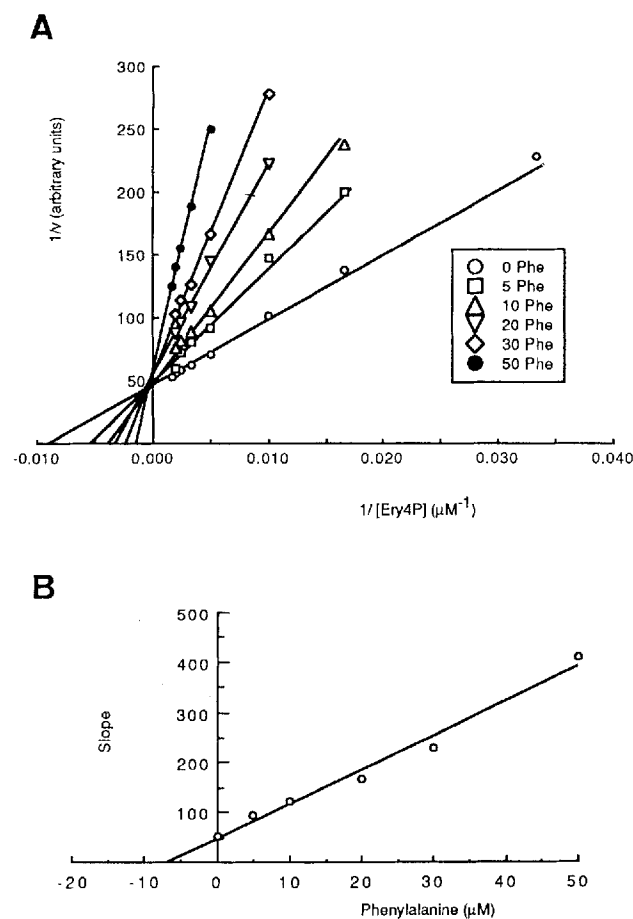 A
1/v (arbitrary units)
300
250
200
150
100
50
-0.010
0.000
0.010
0.020
0.030
0.040
1/ [Ery4P] (μM-1)
0 Phe
5 Phe
10 Phe
20 Phe
30 Phe
50 Phe
B
Slope
500
400
300
200
100
-20
-10
0
10
20
30
40
50
Phenylalanine (μM)